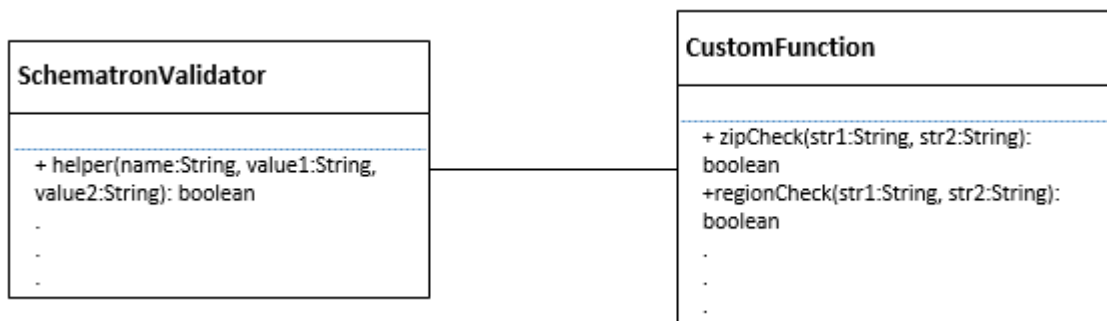 SchematronValidator
+ helper(name:String, value1:String,
value2:String): boolean
.
.
.
CustomFunction
+ zipCheck(str1:String, str2:String):
boolean
+regionCheck(str1:String, str2:String):
boolean
.
.
.